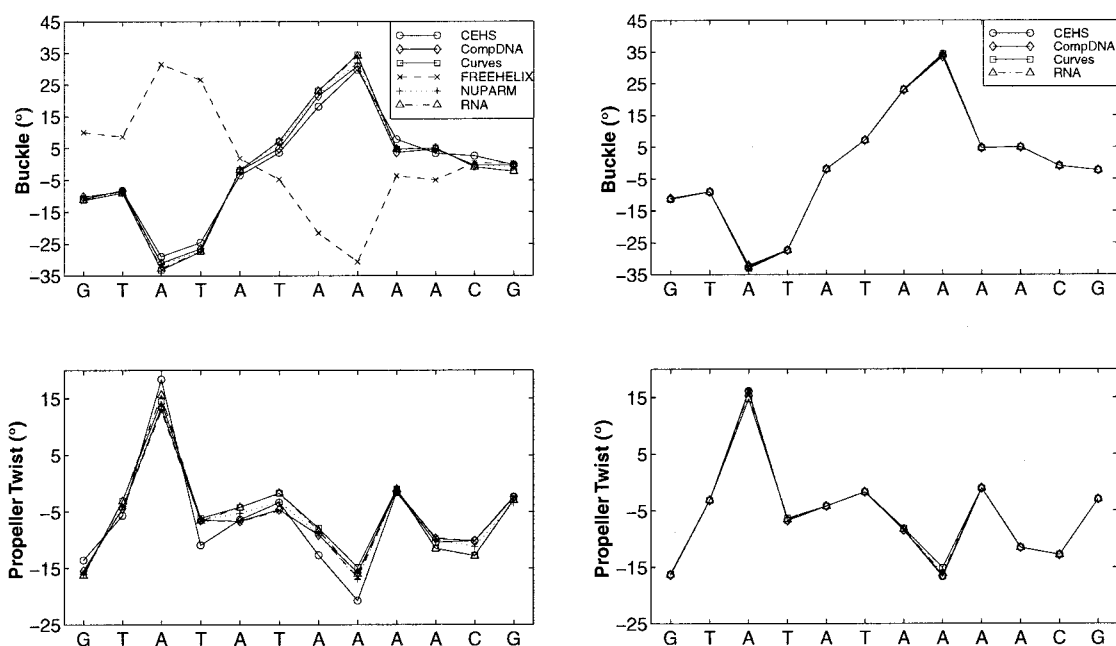 45
35
25
15
5
−5
−15
−25
−35
Buckle (°)
CEHS
CompDNA
Curves
FREEHELIX
NUPARM
RNA
G T A T A T A A A A C G
45
35
25
15
5
−5
−15
−25
−35
Buckle (°)
CEHS
CompDNA
Curves
RNA
G T A T A T A A A A C G
15
5
−5
−15
−25
Propeller Twist (°)
G T A T A T A A A A C G
15
5
−5
−15
−25
Propeller Twist (°)
G T A T A T A A A A C G